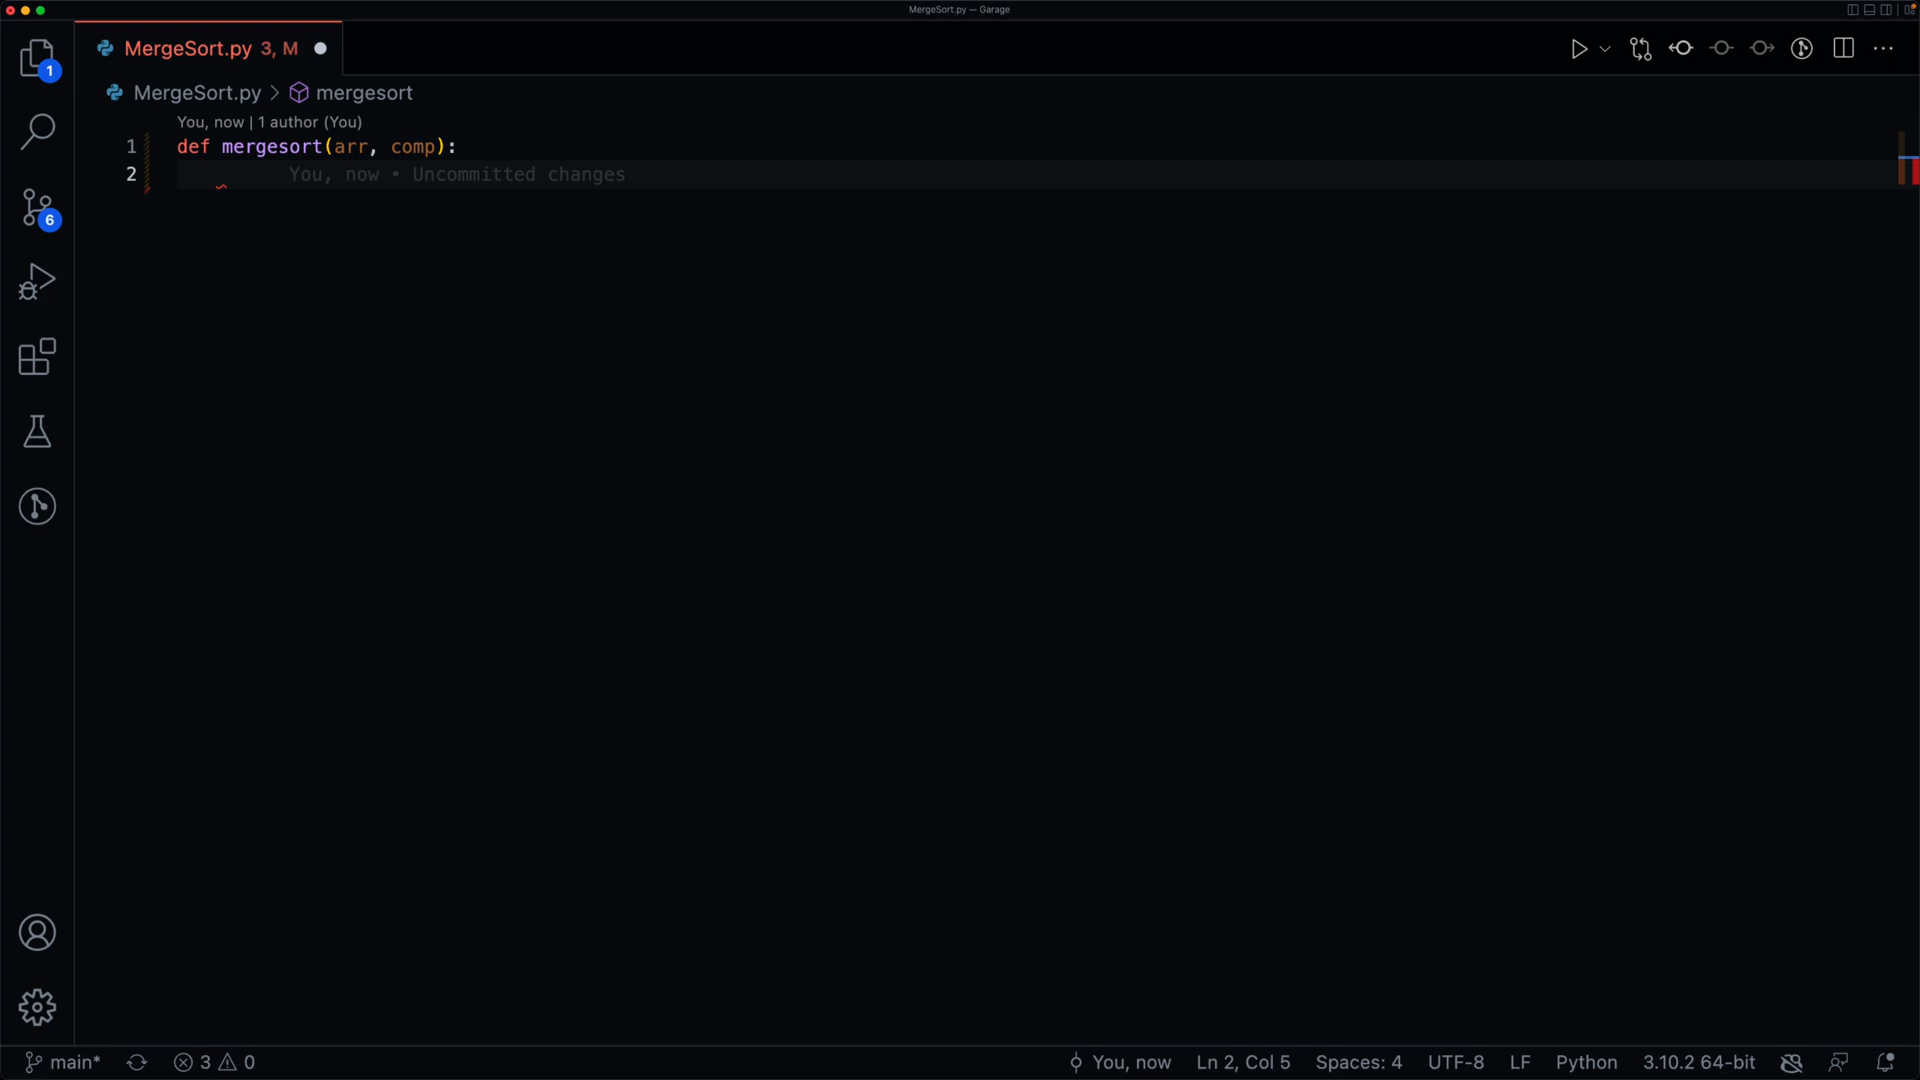 MergeSort.py — Garage
MergeSort.py 3, M
MergeSort.py > mergesort
You, now | 1 author (You)
1 def mergesort(arr, comp):
2 You, now • Uncommitted changes
1
6
main* 3 0 You, now Ln 2, Col 5 Spaces: 4 UTF-8 LF Python 3.10.2 64-bit